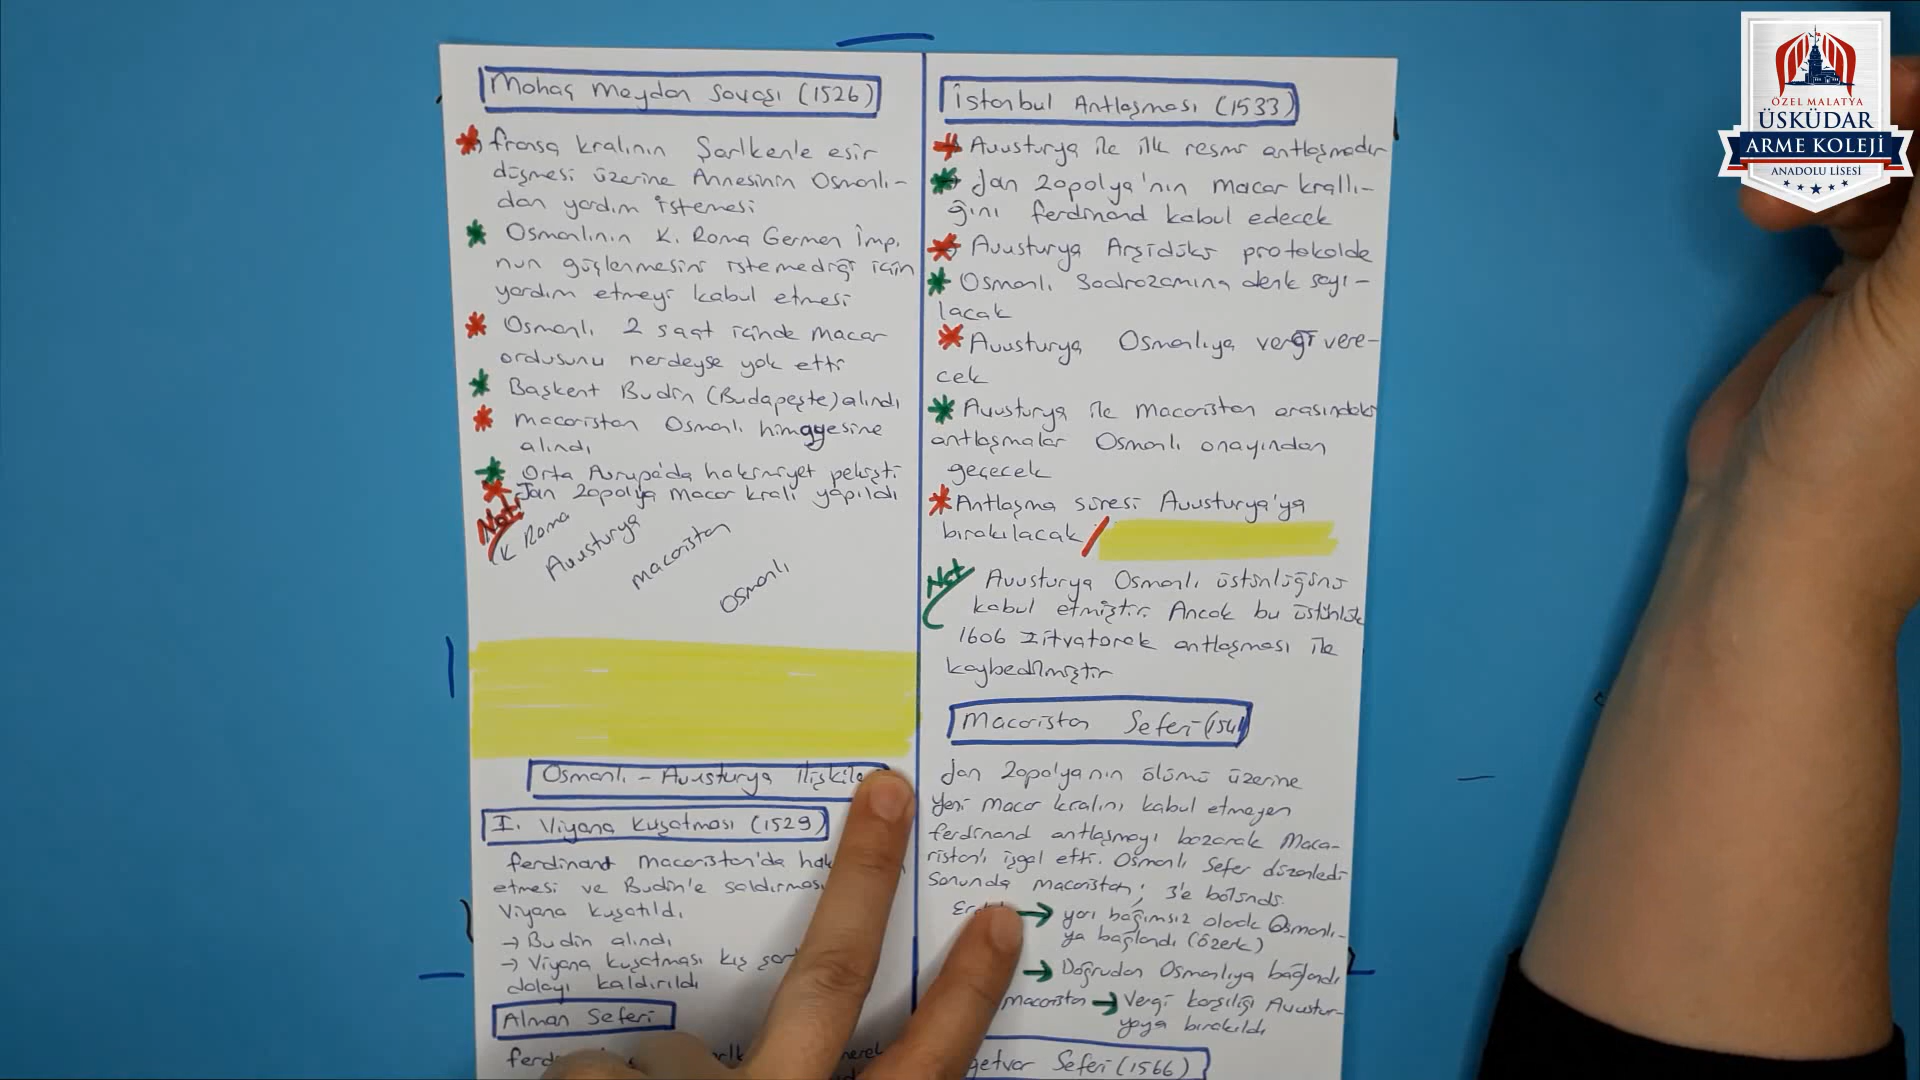 Mohaç Meydan Savaşı (1526)
fransa kralının Şarlken'le esir
düşmesi üzerine Annesinin Osmanlı-
dan yardım istemesi
Osmanlının K. Roma Germen İmp.
nun güçlenmesini istemediği için
yardım etmeyi kabul etmesi
Osmanlı 2 saat içinde Macar
ordusunu nerdeyse yok etti
Başkent Budin (Budapeşte) alındı
Macaristan Osmanlı himayesine
alındı
Orta Avrupa'da hakimiyet pekişti
Jan Zapolya Macar kralı yapıldı
Not:
K Roma
Avusturya
Macaristan
Osmanlı
Osmanlı - Avusturya İlişkile
I. Viyana Kuşatması (1529)
ferdinant Macaristan'da hak
etmesi ve Budin'e saldırması
Viyana kuşatıldı
→ Budin alındı
→ Viyana kuşatması kış şar
dolayı kaldırıldı
Alman Seferi
ferd
İstanbul Antlaşması (1533)
Avusturya ile ilk resmi antlaşmadır
Jan Zapolya'nın Macar krallı-
ğını ferdinand kabul edecek
Avusturya Arşidükü protokolde
Osmanlı Sadrazamına denk sayı-
lacak
Avusturya Osmanlıya vergi vere-
cek
Avusturya ile Macaristan arasındaki
antlaşmalar Osmanlı onayından
geçecek
Antlaşma süresi Avusturya'ya
bırakılacak /
Not
Avusturya Osmanlı üstünlüğünü
kabul etmiştir. Ancak bu üstünlük
1606 Zitvatorok antlaşması ile
kaybedilmiştir
Macaristan Seferi (1541)
Jan Zapolyanın ölümü üzerine
Yeni Macar kralını kabul etmeyen
ferdinand antlaşmayı bozarak Maca-
ristan'ı işgal etti. Osmanlı Sefer düzenledi
Sonunda Macaristan; 3'e bölündü.
→ yarı bağımsız olarak Osmanlı-
ya bağlandı (özerk)
→ Doğrudan Osmanlıya bağlandı
Macaristan → Vergi karşılığı Avustur-
yaya bırakıldı
getvar Seferi (1566)
ÖZEL MALATYA
ÜSKÜDAR
ARME KOLEJİ
ANADOLU LİSESİ